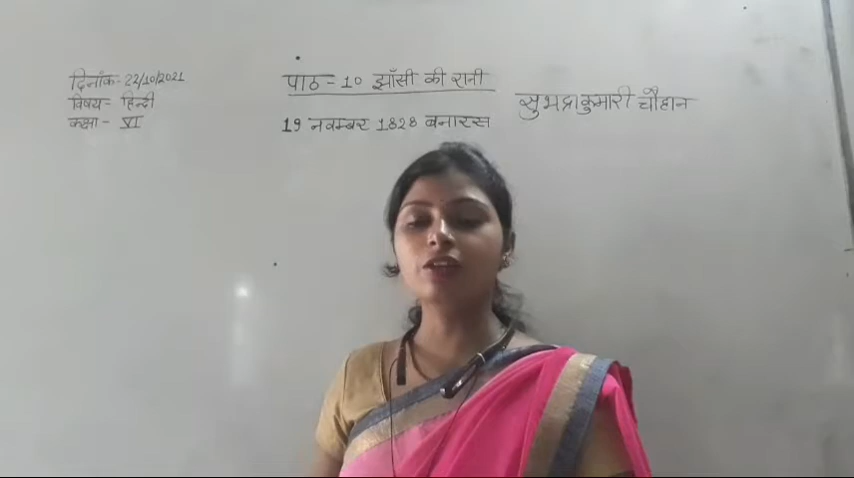 दिनांक- 22/10/2021
विषय- हिन्दी
कक्षा- VI
पाठ-10 झाँसी की रानी
सुभद्राकुमारी चौहान
19 नवम्बर 1828 बनारस